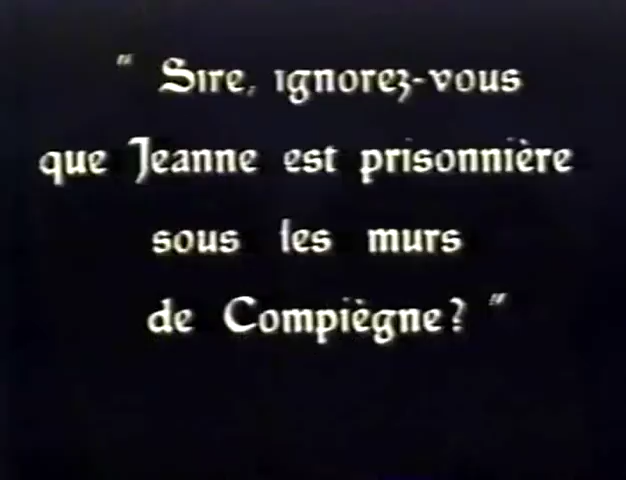 " Sire, ignorez-vous
que Jeanne est prisonnière
sous les murs
de Compiègne ? "